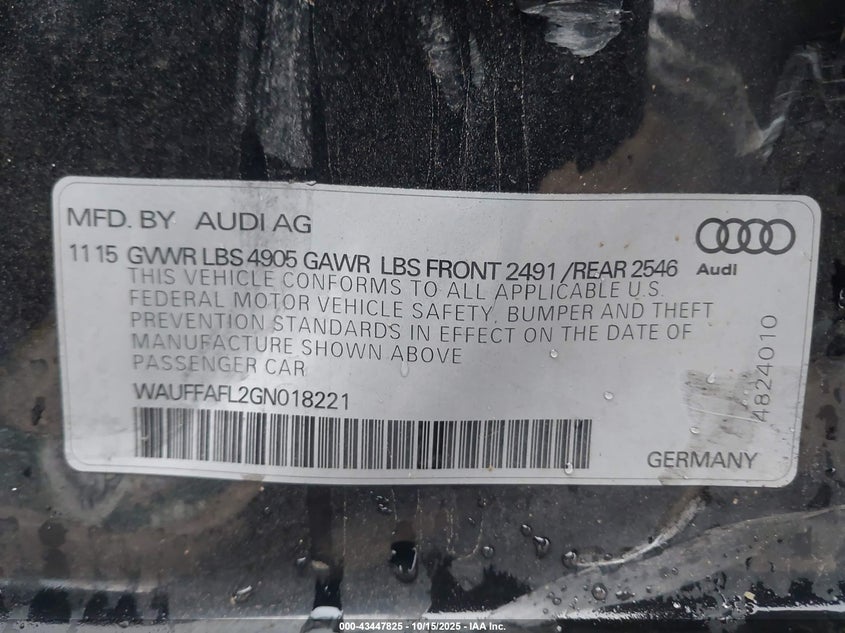 MFD. BY AUDI AG
Audi
11 15 GVWR LBS 4905 GAWR LBS FRONT 2491 /REAR 2546
THIS VEHICLE CONFORMS TO ALL APPLICABLE U.S.
FEDERAL MOTOR VEHICLE SAFETY, BUMPER AND THEFT
PREVENTION STANDARDS IN EFFECT ON THE DATE OF
MANUFACTURE SHOWN ABOVE
PASSENGER CAR
WAUFFAFL2GN018221
4824010
GERMANY
000-43447825 - 10/15/2025 - IAA Inc.